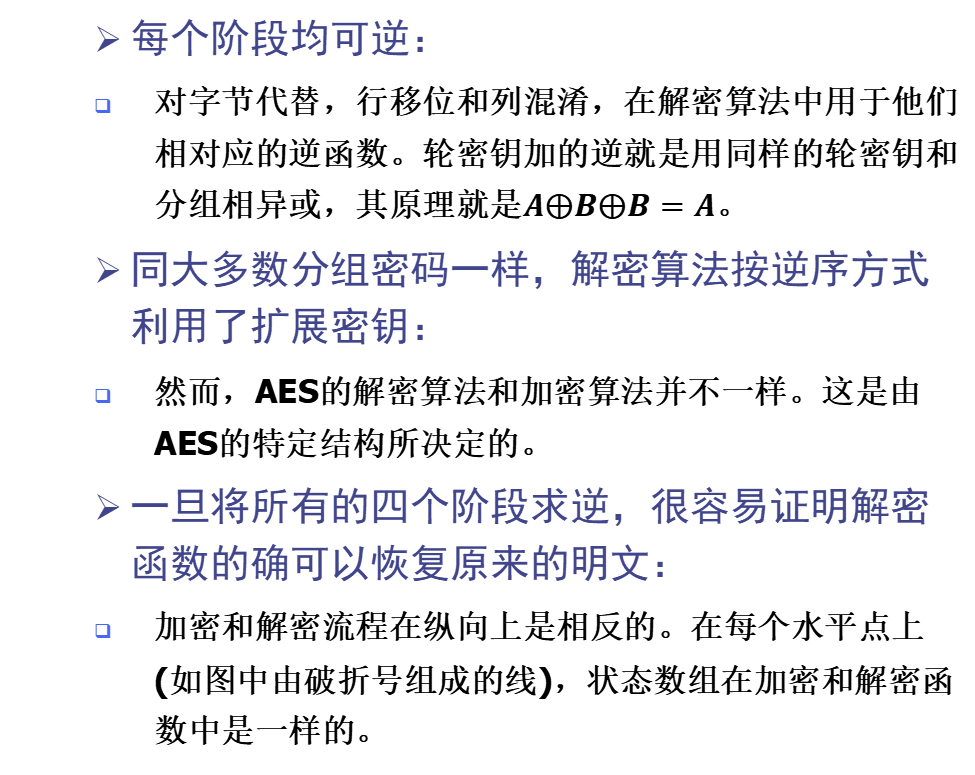 每个阶段均可逆：
对字节代替，行移位和列混淆，在解密算法中用于他们
相对应的逆函数。轮密钥加的逆就是用同样的轮密钥和
分组相异或，其原理就是A⊕B⊕B = A。
同大多数分组密码一样，解密算法按逆序方式
利用了扩展密钥：
然而，AES的解密算法和加密算法并不一样。这是由
AES的特定结构所决定的。
一旦将所有的四个阶段求逆，很容易证明解密
函数的确可以恢复原来的明文：
加密和解密流程在纵向上是相反的。在每个水平点上
(如图中由破折号组成的线)，状态数组在加密和解密函
数中是一样的。